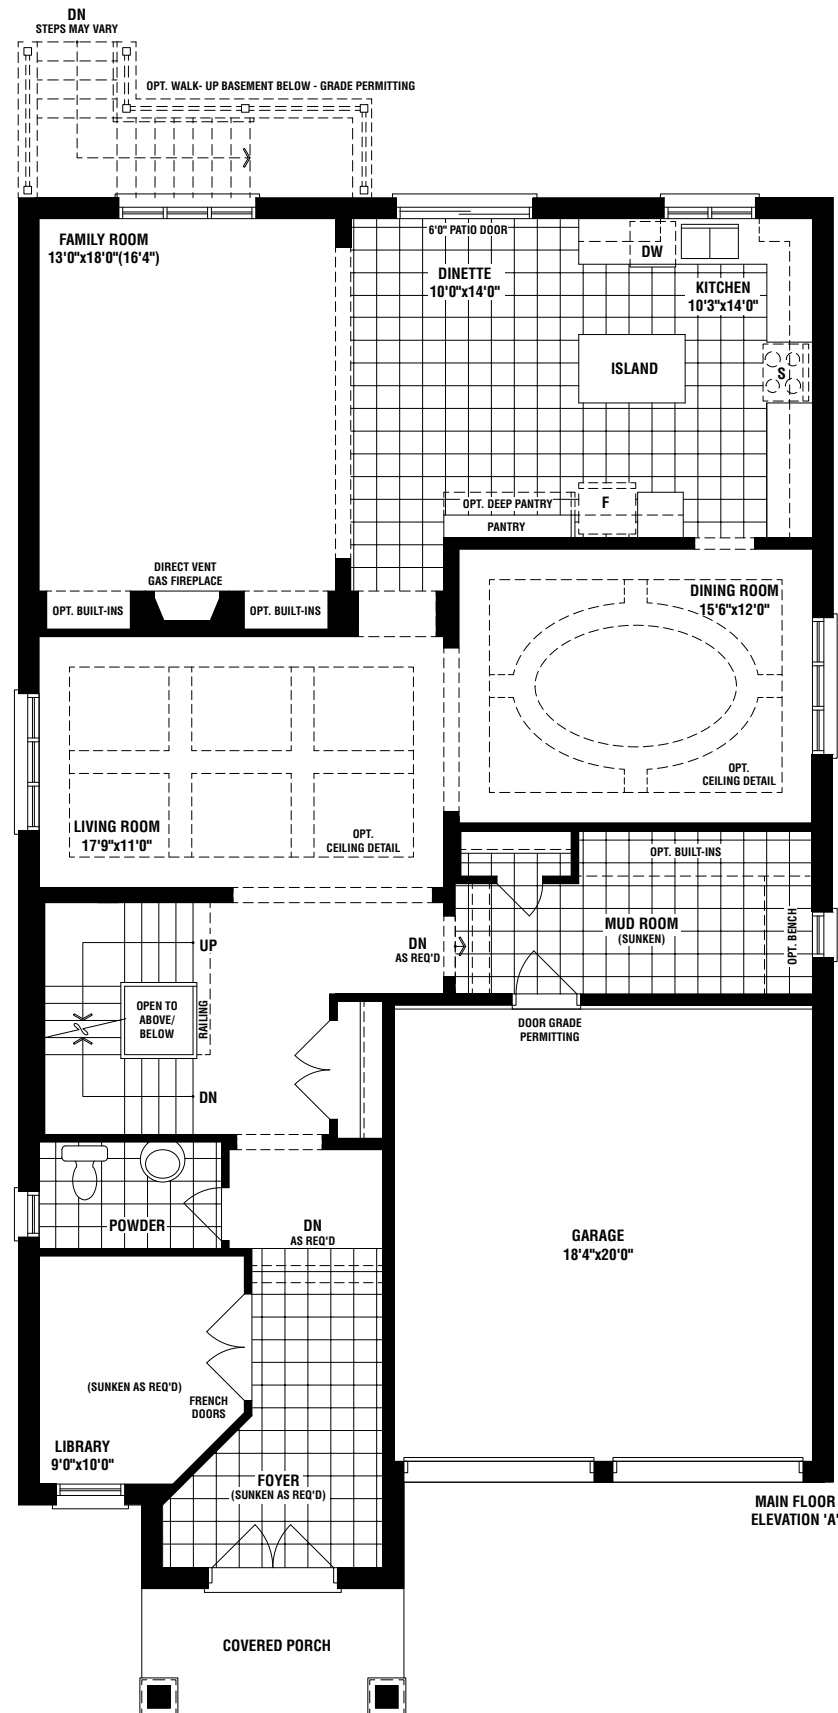 DN
STEPS MAY VARY
OPT. WALK- UP BASEMENT BELOW - GRADE PERMITTING
FAMILY ROOM
13'0"x18'0"(16'4")
6'0" PATIO DOOR
DINETTE
10'0"x14'0"
DW
KITCHEN
10'3"x14'0"
ISLAND
S
OPT. DEEP PANTRY
F
PANTRY
DIRECT VENT
GAS FIREPLACE
OPT. BUILT-INS
OPT. BUILT-INS
DINING ROOM
15'6"x12'0"
OPT.
CEILING DETAIL
LIVING ROOM
17'9"x11'0"
OPT.
CEILING DETAIL
OPT. BUILT-INS
MUD ROOM
(SUNKEN)
OPT. BENCH
DN
AS REQ'D
UP
OPEN TO
ABOVE/
BELOW
RAILING
DN
DOOR GRADE
PERMITTING
POWDER
DN
AS REQ'D
GARAGE
18'4"x20'0"
(SUNKEN AS REQ'D)
FRENCH
DOORS
LIBRARY
9'0"x10'0"
FOYER
(SUNKEN AS REQ'D)
MAIN FLOOR
ELEVATION 'A'
COVERED PORCH